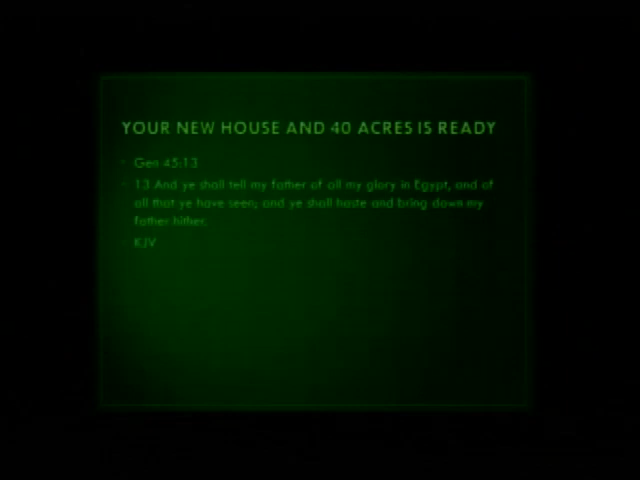 YOUR NEW HOUSE AND 40 ACRES IS READY
Gen 45:13
13 And ye shall tell my father of all my glory in Egypt, and of
all that ye have seen; and ye shall haste and bring down my
father hither.
KJV